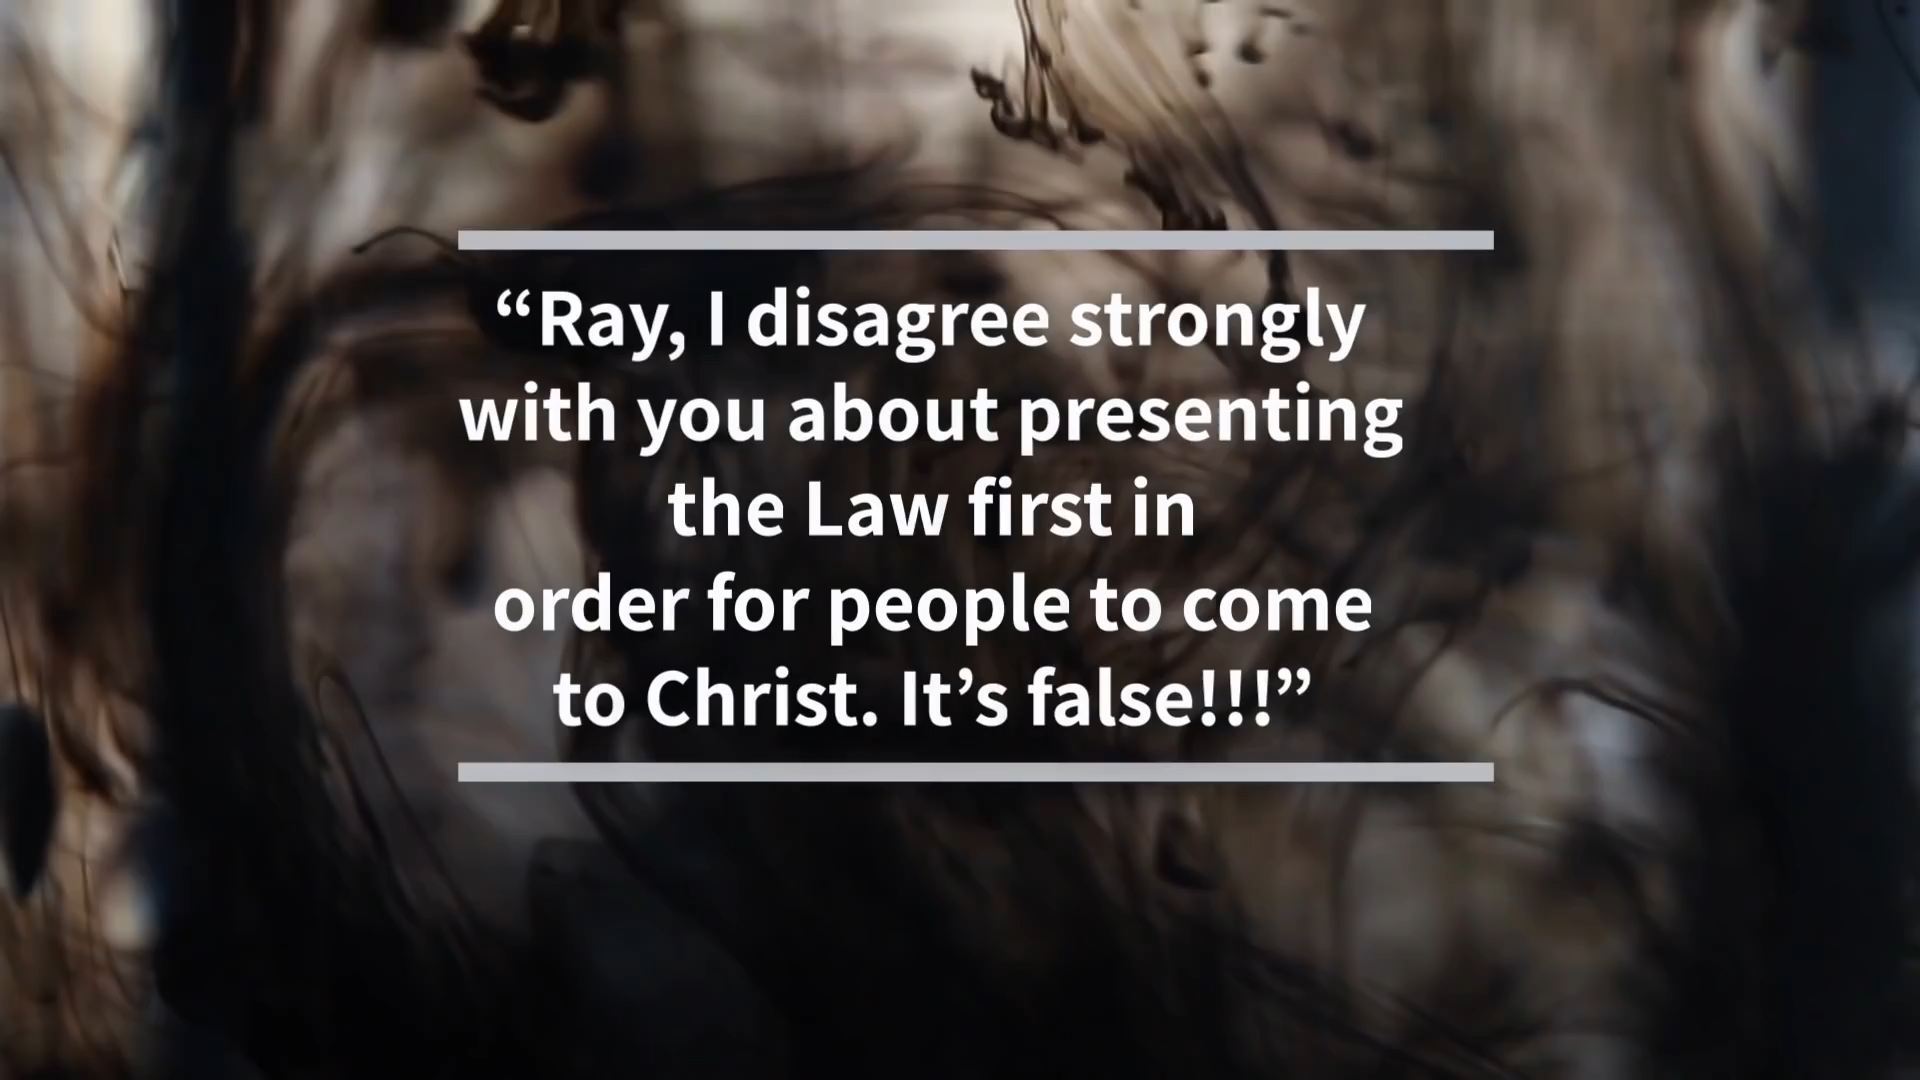 “Ray, I disagree strongly
with you about presenting
the Law first in
order for people to come
to Christ. It’s false!!!”